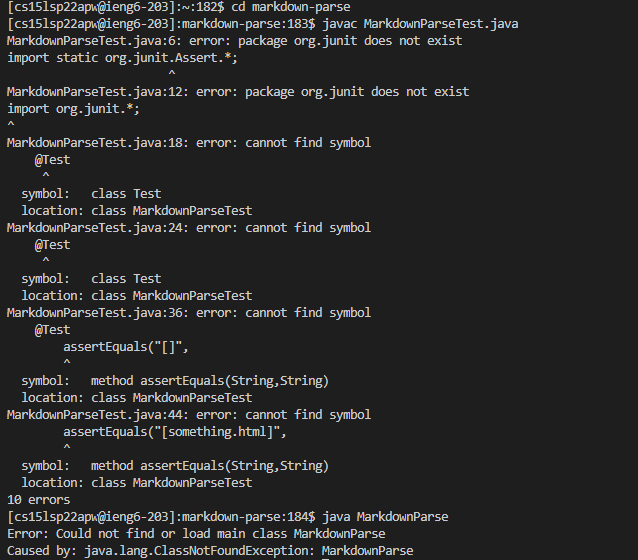 [cs15lsp22apw@ieng6-203]:~:182$ cd markdown-parse
[cs15lsp22apw@ieng6-203]:markdown-parse:183$ javac MarkdownParseTest.java
MarkdownParseTest.java:6: error: package org.junit does not exist
import static org.junit.Assert.*;
                       ^
MarkdownParseTest.java:12: error: package org.junit does not exist
import org.junit.*;
^
MarkdownParseTest.java:18: error: cannot find symbol
    @Test
     ^
  symbol:   class Test
  location: class MarkdownParseTest
MarkdownParseTest.java:24: error: cannot find symbol
    @Test
     ^
  symbol:   class Test
  location: class MarkdownParseTest
MarkdownParseTest.java:36: error: cannot find symbol
    @Test
        assertEquals("[]",
        ^
  symbol:   method assertEquals(String,String)
  location: class MarkdownParseTest
MarkdownParseTest.java:44: error: cannot find symbol
        assertEquals("[something.html]",
        ^
  symbol:   method assertEquals(String,String)
  location: class MarkdownParseTest
10 errors
[cs15lsp22apw@ieng6-203]:markdown-parse:184$ java MarkdownParse
Error: Could not find or load main class MarkdownParse
Caused by: java.lang.ClassNotFoundException: MarkdownParse